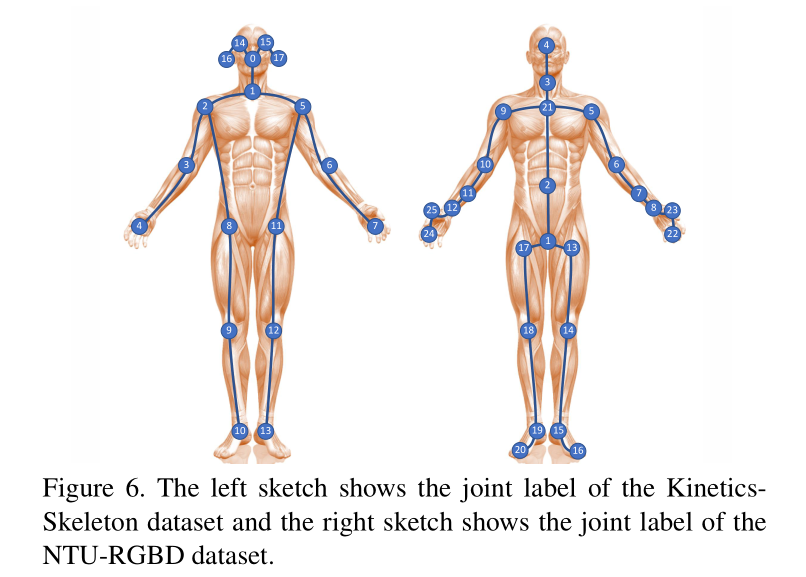 14 15
16 0 17
1
2 5
3 6
4 7
8 11
9 12
10 13
4
3
9 21 5
10 6
2
11 7
25 12 8 23
24 22
17 1 13
18 14
19 15
20 16
Figure 6. The left sketch shows the joint label of the Kinetics-
Skeleton dataset and the right sketch shows the joint label of the
NTU-RGBD dataset.